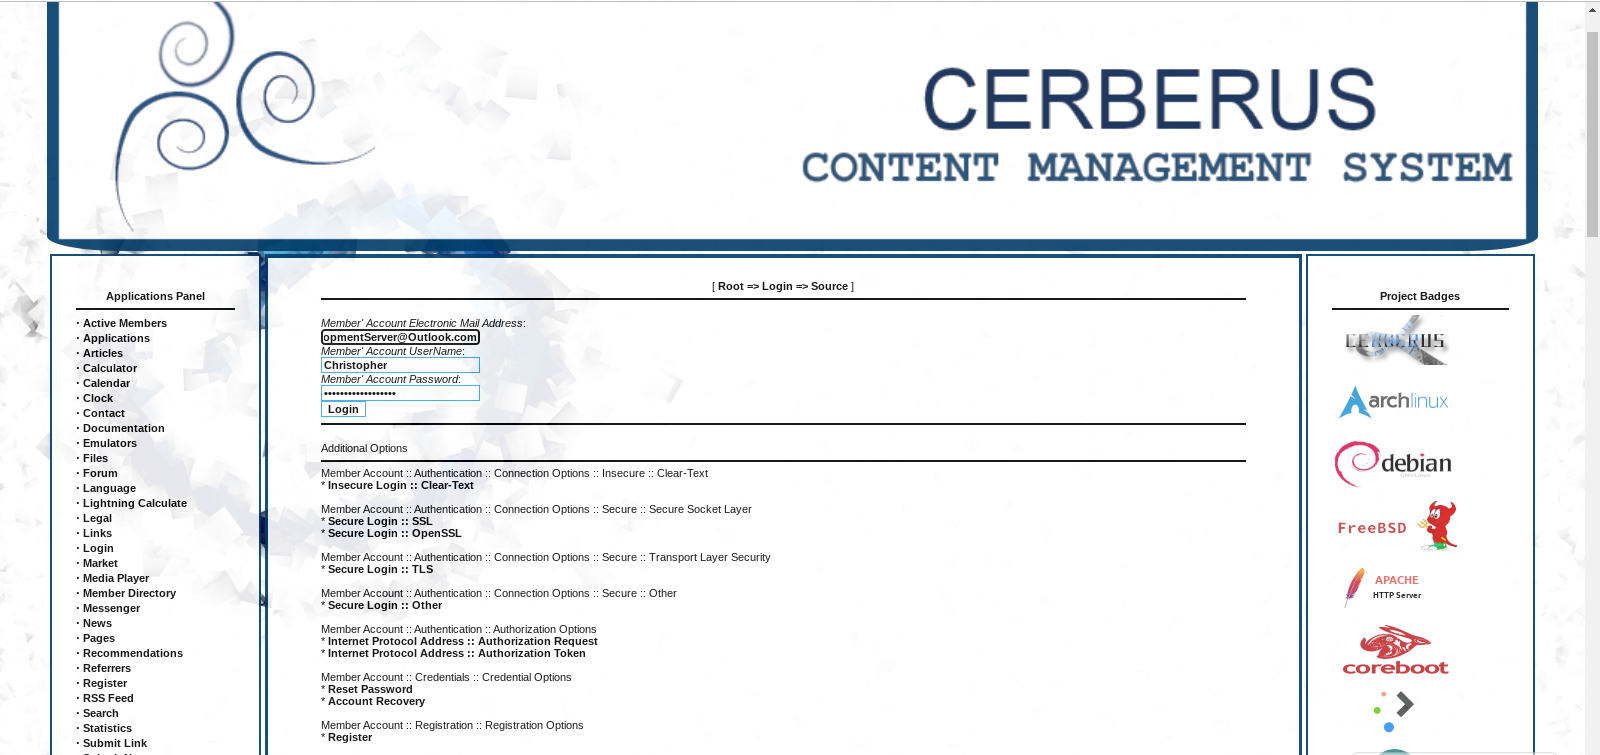 CERBERUS
CONTENT MANAGEMENT SYSTEM
Applications Panel
· Active Members
· Applications
· Articles
· Calculator
· Calendar
· Clock
· Contact
· Documentation
· Emulators
· Files
· Forum
· Language
· Lightning Calculate
· Legal
· Links
· Login
· Market
· Media Player
· Member Directory
· Messenger
· News
· Pages
· Recommendations
· Referrers
· Register
· RSS Feed
· Search
· Statistics
· Submit Link
[ Root => Login => Source ]
Member' Account Electronic Mail Address:
opmentServer@Outlook.com
Member' Account UserName:
Christopher
Member' Account Password:
••••••••••••••••••
Login
Additional Options
Member Account :: Authentication :: Connection Options :: Insecure :: Clear-Text
* Insecure Login :: Clear-Text
Member Account :: Authentication :: Connection Options :: Secure :: Secure Socket Layer
* Secure Login :: SSL
* Secure Login :: OpenSSL
Member Account :: Authentication :: Connection Options :: Secure :: Transport Layer Security
* Secure Login :: TLS
Member Account :: Authentication :: Connection Options :: Secure :: Other
* Secure Login :: Other
Member Account :: Authentication :: Authorization Options
* Internet Protocol Address :: Authorization Request
* Internet Protocol Address :: Authorization Token
Member Account :: Credentials :: Credential Options
* Reset Password
* Account Recovery
Member Account :: Registration :: Registration Options
* Register
Project Badges
CERBERUS
archlinux
debian
FreeBSD
APACHE
HTTP Server
coreboot